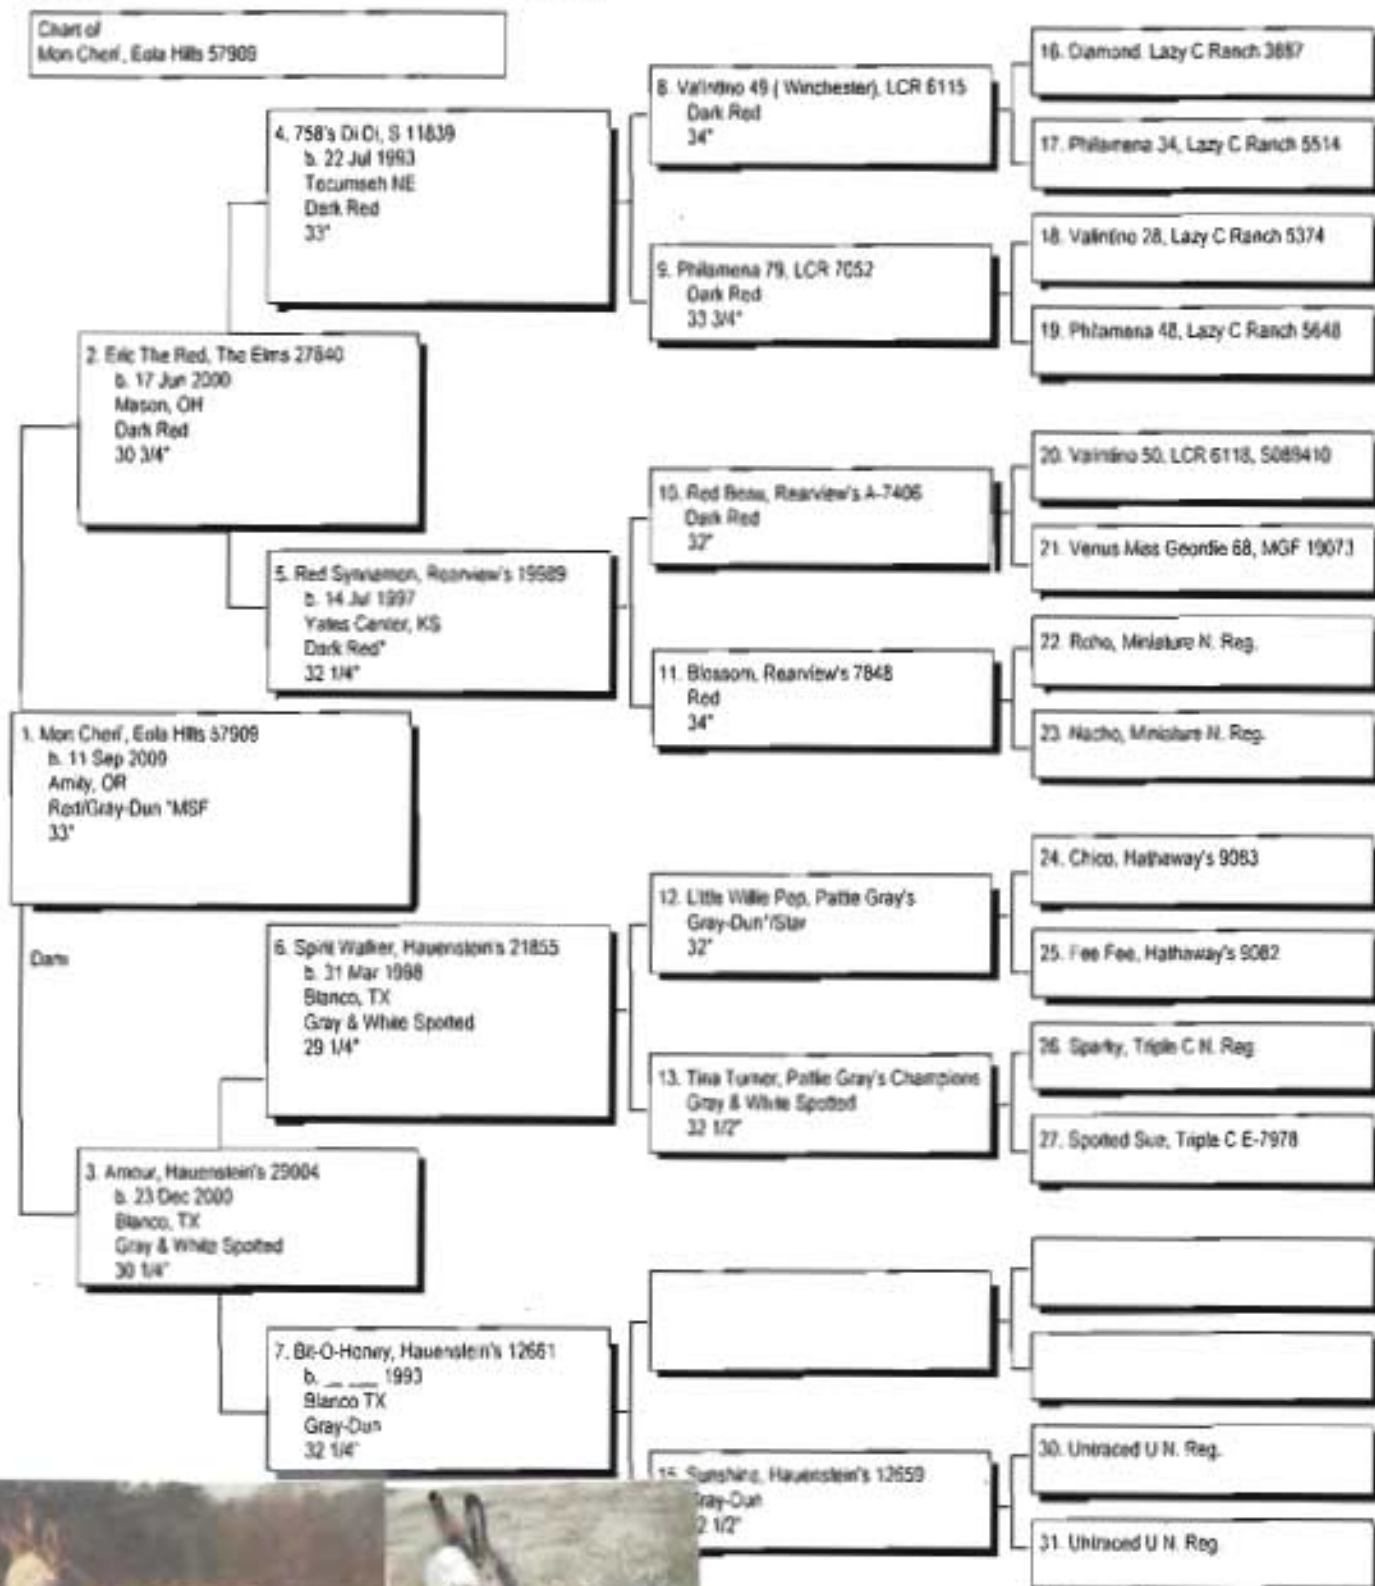 Chart of
Mon Cheri', Eola Hills 57909
16. Diamond, Lazy C Ranch 3887
8. Valintino 49 ( Winchester), LCR 6115
Dark Red
34"
4. 758's Di Di, S 11839
b. 22 Jul 1993
Tecumseh NE
Dark Red
33"
17. Philamena 34, Lazy C Ranch 5514
18. Valintino 28, Lazy C Ranch 5374
9. Philamena 79, LCR 7052
Dark Red
33 3/4"
19. Philamena 48, Lazy C Ranch 5648
2. Eric The Red, The Elms 27840
b. 17 Jun 2000
Mason, OH
Dark Red
30 3/4"
20. Valintino 50, LCR 6118, S089410
10. Red Beau, Rearview's A-7406
Dark Red
32"
21. Venus Miss Geordie 68, MGF 19073
5. Red Synnamon, Rearview's 19989
b. 14 Jul 1997
Yates Center, KS
Dark Red*
32 1/4"
22. Roho, Miniature N. Reg.
11. Blossom, Rearview's 7848
Red
34"
23. Nacho, Miniature N. Reg.
1. Mon Cheri', Eola Hills 57909
b. 11 Sep 2009
Amity, OR
Red/Gray-Dun *MSF
33"
24. Chico, Hathaway's 9083
12. Little Willie Pep, Pattie Gray's
Gray-Dun*/Star
32"
25. Fee Fee, Hathaway's 9082
Dam
6. Spirit Walker, Hauenstein's 21855
b. 31 Mar 1998
Blanco, TX
Gray & White Spotted
29 1/4"
26. Sparky, Triple C N. Reg
13. Tina Turner, Pattie Gray's Champions
Gray & White Spotted
32 1/2"
27. Spotted Sue, Triple C E-7978
3. Amour, Hauenstein's 29004
b. 23 Dec 2000
Blanco, TX
Gray & White Spotted
30 1/4"
7. Bit-O-Honey, Hauenstein's 12661
b. __ ___ 1993
Blanco TX
Gray-Dun
32 1/4"
30. Untraced U N. Reg.
15. Sunshine, Hauenstein's 12659
Gray-Dun
2 1/2"
31. Untraced U N. Reg